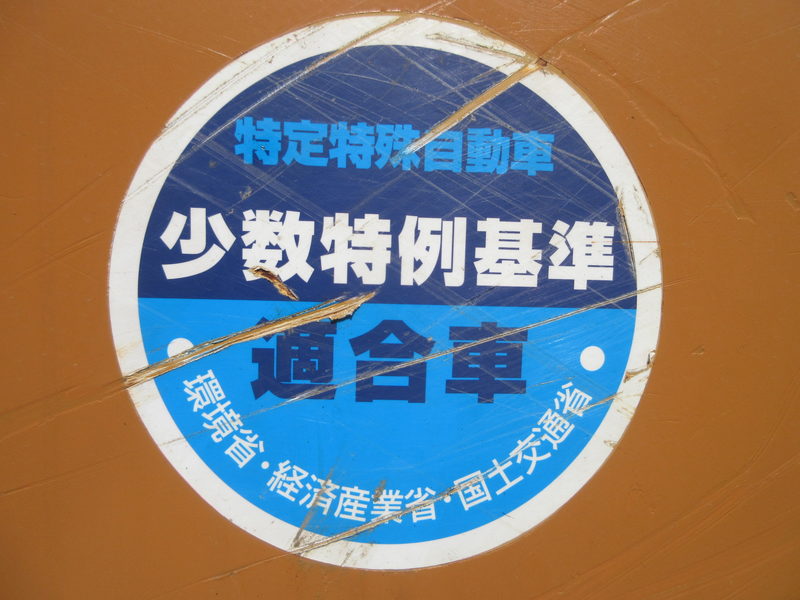 特定特殊自動車
少数特例基準
適合車
環境省・経済産業省・国土交通省